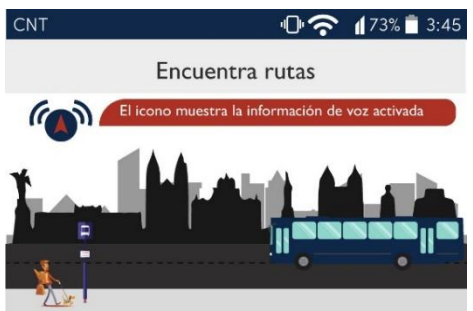 CNT 73% 3:45
Encuentra rutas
El icono muestra la información de voz activada